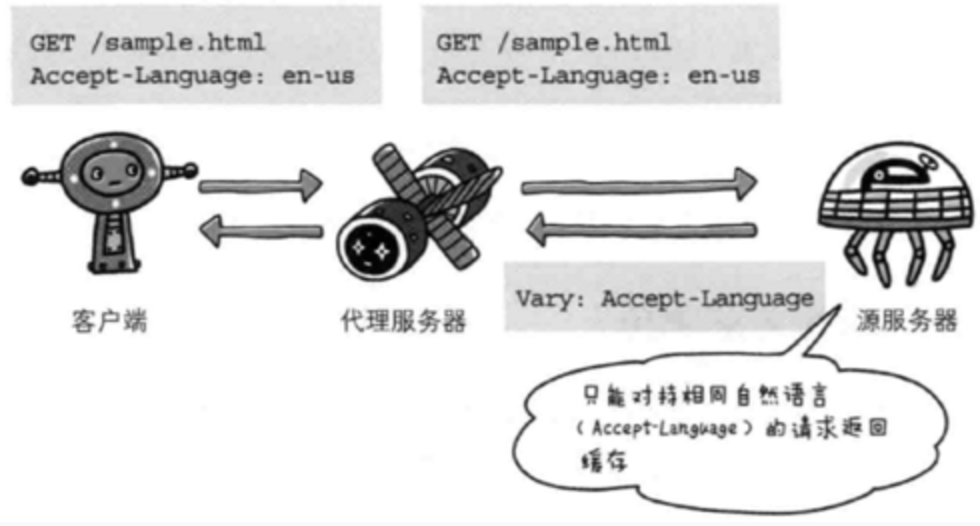 GET /sample.html
Accept-Language: en-us
GET /sample.html
Accept-Language: en-us
客户端
代理服务器
Vary: Accept-Language
源服务器
只能对持相同自然语言
（Accept-Language）的请求返回
缓存